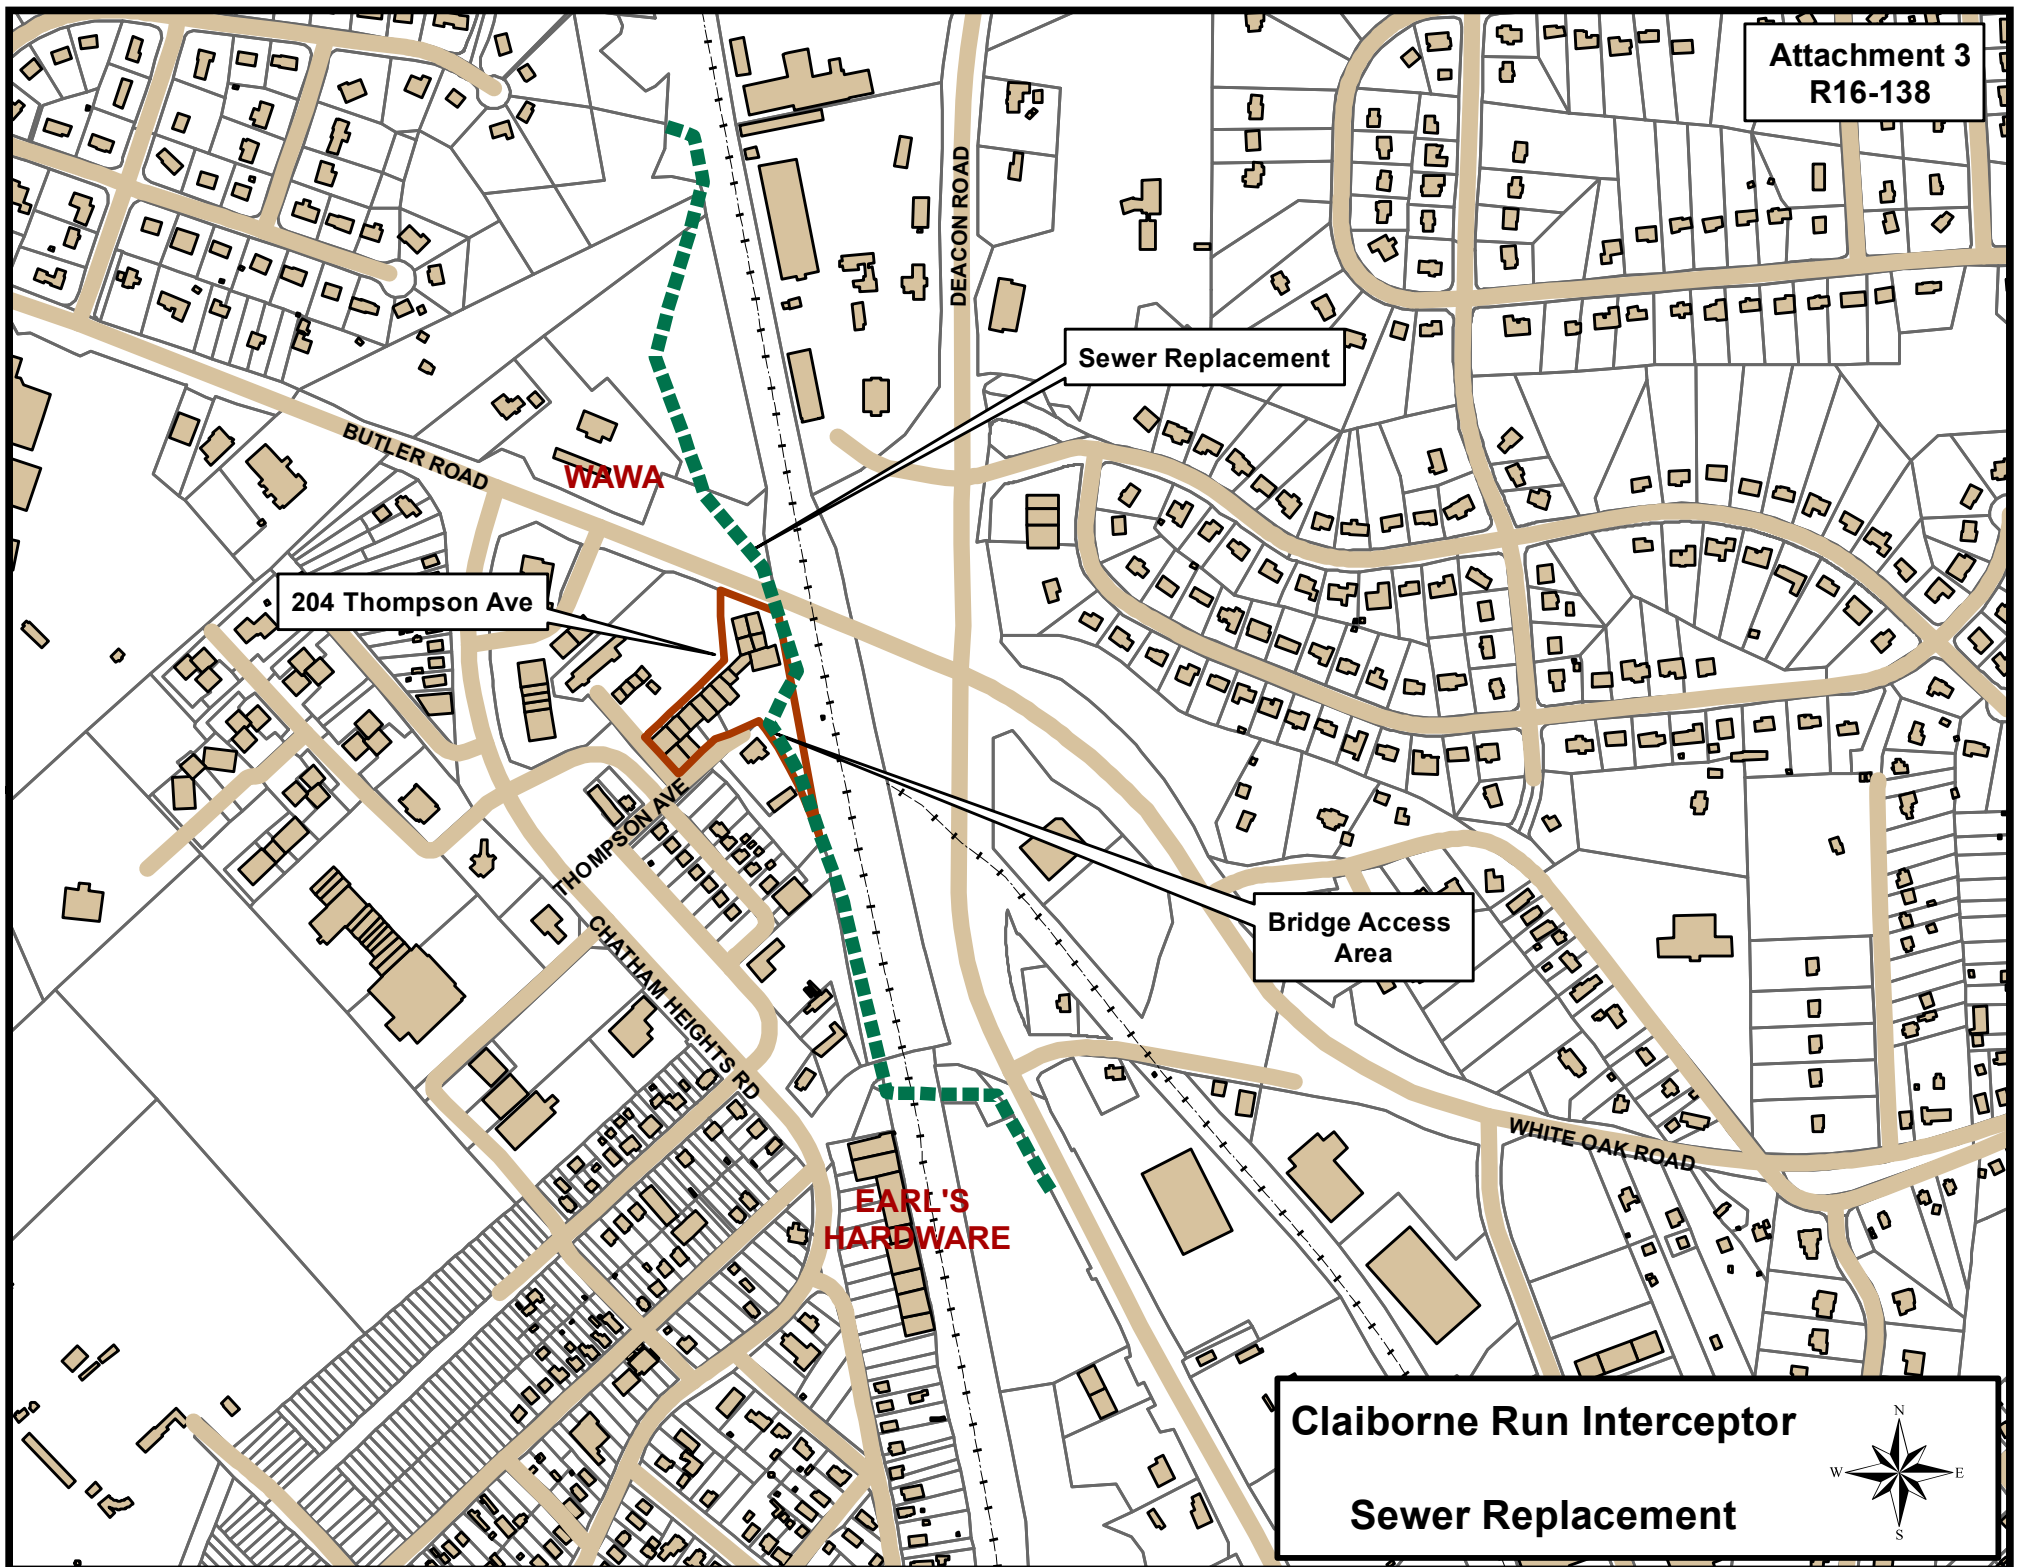 Attachment 3
R16-138
DEACON ROAD
Sewer Replacement
BUTLER ROAD
WAWA
204 Thompson Ave
THOMPSON AVE
Bridge Access
Area
CHATHAM HEIGHTS RD
WHITE OAK ROAD
EARL'S
HARDWARE
Claiborne Run Interceptor
Sewer Replacement
N
W
E
S